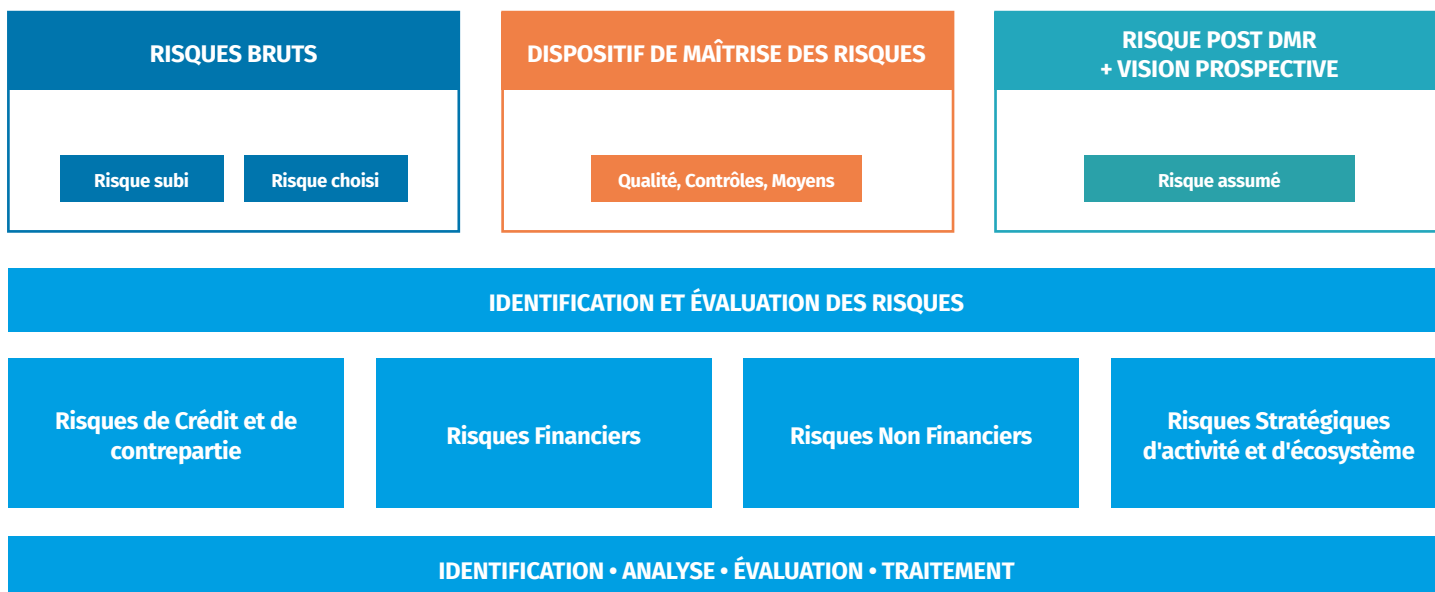 RISQUES BRUTS
DISPOSITIF DE MAÎTRISE DES RISQUES
RISQUE POST DMR
+ VISION PROSPECTIVE
Risque subi
Risque choisi
Qualité, Contrôles, Moyens
Risque assumé
IDENTIFICATION ET ÉVALUATION DES RISQUES
Risques de Crédit et de
contrepartie
Risques Financiers
Risques Non Financiers
Risques Stratégiques
d'activité et d'écosystème
IDENTIFICATION • ANALYSE • ÉVALUATION • TRAITEMENT